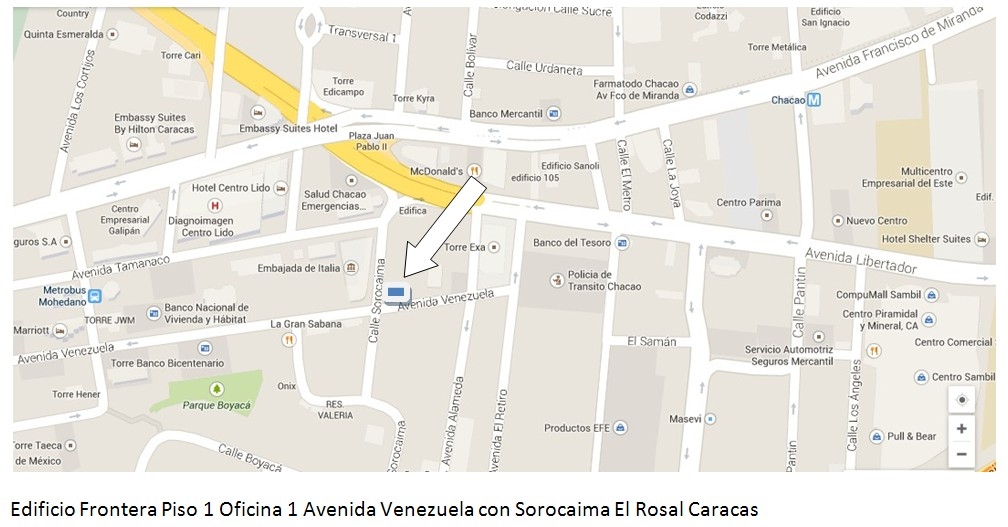 Country
Calle Sucre
Edificio
Codazzi
Edificio
San Ignacio
Quinta Esmeralda
Transversal 1
Torre Cari
Calle Bolívar
Torre Metálica
Avenida Francisco de Miranda
Avenida Los Cortijos
Calle Urdaneta
Torre
Edicampo
Farmatodo Chacao
Av Fco de Miranda
Torre Kyra
Chacao
M
Embassy Suites
By Hilton Caracas
Banco Mercantil
Embassy Suites Hotel
Plaza Juan
Pablo II
McDonald's
Edificio Sanoli
edificio 105
Calle El Metro
Calle La Joya
Multicentro
Empresarial del Este
Hotel Centro Lido
Salud Chacao
Emergencias...
Edif.
Centro
Empresarial
Galipán
H
Diagnoimagen
Centro Lido
Edifica
Centro Parima
Nuevo Centro
guros S.A
Torre Exa
Banco del Tesoro
Hotel Shelter Suites
Avenida Libertador
Avenida Tamanaco
Embajada de Italia
Calle Sorocaima
Policia de
Transito Chacao
Metrobus
Mohedano
Avenida Venezuela
Calle Pantin
CompuMall Sambil
TORRE JWM
Banco Nacional de
Vivienda y Hábitat
La Gran Sabana
Centro Piramidal
y Mineral, CA
Marriott
Avenida Venezuela
El Samán
Servicio Automotriz
Seguros Mercantil
Centro Comercial
Torre Banco Bicentenario
Calle Los Ángeles
Centro Sambil
Torre Hener
Parque Boyacá
Onix
RES.
VALERIA
Avenida Alameda
Avenida El Retiro
Sorocaima
Productos EFE
Masevi
Pantin
Pull & Bear
Torre Taeca
de México
Calle Boyacá
+
−
Edificio Frontera Piso 1 Oficina 1 Avenida Venezuela con Sorocaima El Rosal Caracas